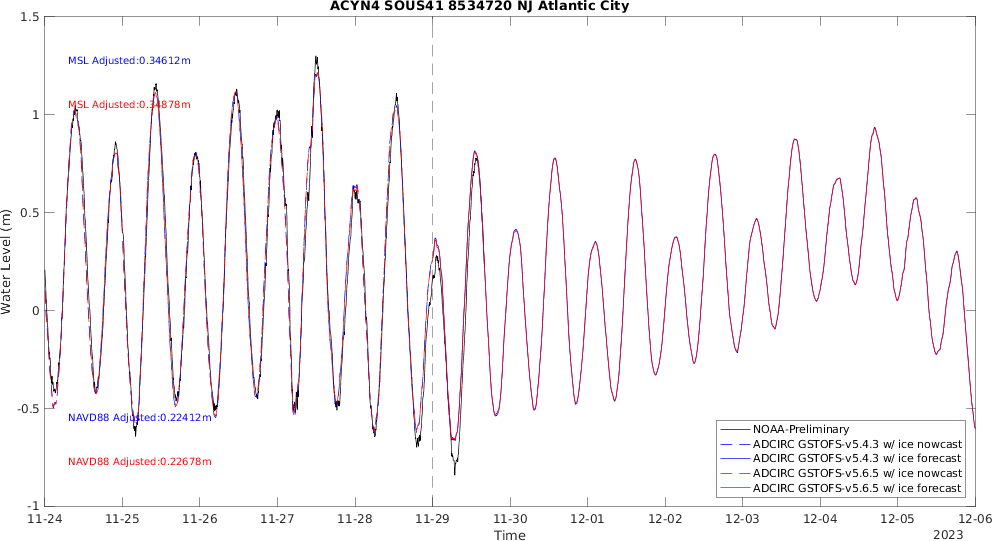 ACYN4 SOUS41 8534720 NJ Atlantic City
1.5
1
0.5
0
-0.5
-1
Water Level (m)
MSL Adjusted:0.34612m
MSL Adjusted:0.34878m
NAVD88 Adjusted:0.22412m
NAVD88 Adjusted:0.22678m
NOAA-Preliminary
ADCIRC GSTOFS-v5.4.3 w/ ice nowcast
ADCIRC GSTOFS-v5.4.3 w/ ice forecast
ADCIRC GSTOFS-v5.6.5 w/ ice nowcast
ADCIRC GSTOFS-v5.6.5 w/ ice forecast
11-24 11-25 11-26 11-27 11-28 11-29 11-30 12-01 12-02 12-03 12-04 12-05 12-06
Time
2023